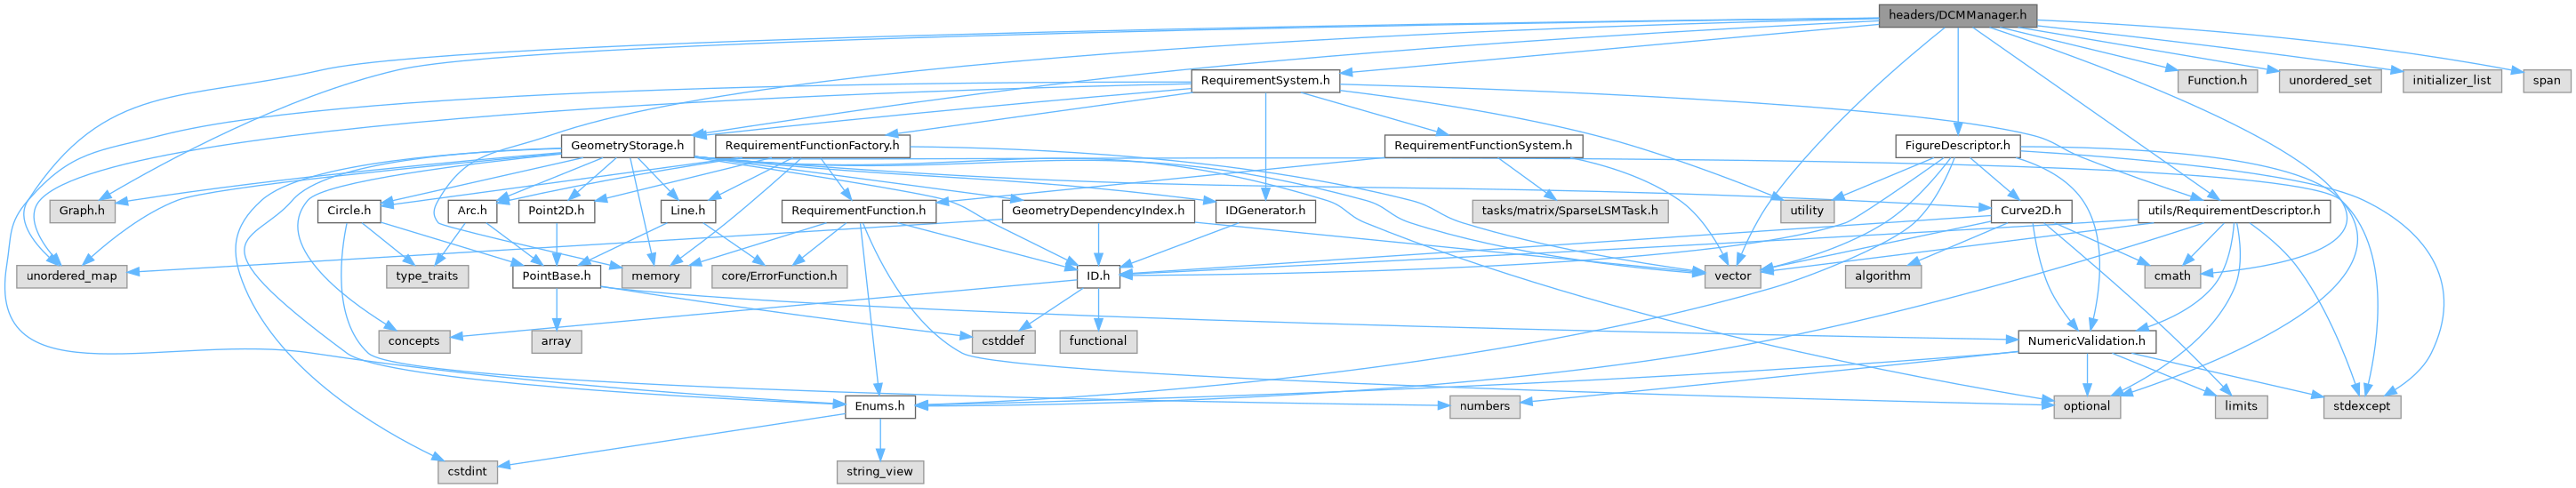 headers/DCMManager.h
RequirementSystem.h
Function.h
unordered_set
initializer_list
span
GeometryStorage.h
RequirementFunctionFactory.h
RequirementFunctionSystem.h
FigureDescriptor.h
Graph.h
Circle.h
Arc.h
Point2D.h
Line.h
RequirementFunction.h
GeometryDependencyIndex.h
IDGenerator.h
tasks/matrix/SparseLSMTask.h
utility
Curve2D.h
utils/RequirementDescriptor.h
unordered_map
type_traits
PointBase.h
memory
core/ErrorFunction.h
ID.h
vector
algorithm
cmath
concepts
array
cstddef
functional
NumericValidation.h
Enums.h
numbers
optional
limits
stdexcept
cstdint
string_view